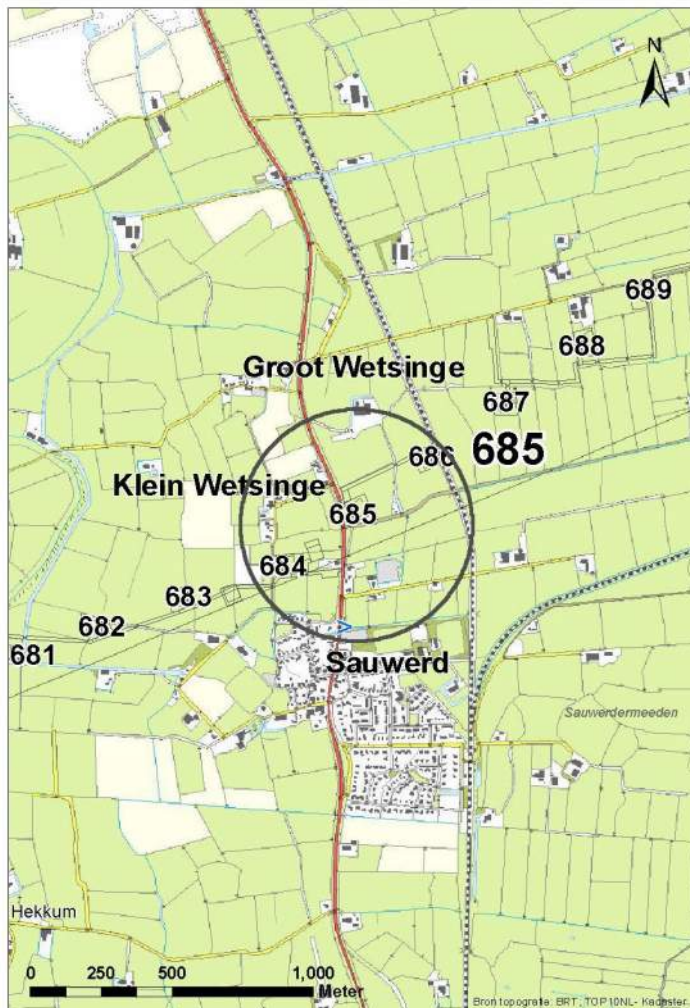 N
689
688
Groot Wetsinge
687
685
686
Klein Wetsinge
685
684
683
682
681
Sauwerd
Sauwerdermeeden
Hekkum
0 250 500 1,000
Meter
Bron topografie: BRT, TOP10NL- Kadaster